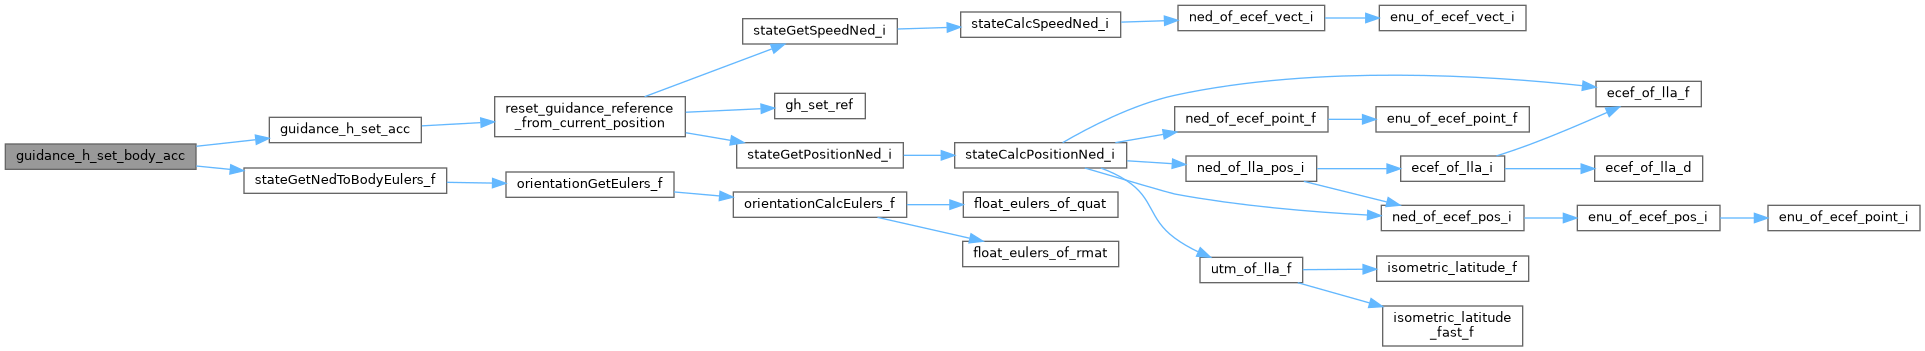 guidance_h_set_body_acc
guidance_h_set_acc
stateGetNedToBodyEulers_f
reset_guidance_reference
_from_current_position
orientationGetEulers_f
stateGetSpeedNed_i
gh_set_ref
stateGetPositionNed_i
orientationCalcEulers_f
stateCalcSpeedNed_i
stateCalcPositionNed_i
float_eulers_of_quat
float_eulers_of_rmat
ned_of_ecef_vect_i
ned_of_ecef_point_f
ned_of_lla_pos_i
utm_of_lla_f
enu_of_ecef_vect_i
enu_of_ecef_point_f
ecef_of_lla_i
ned_of_ecef_pos_i
isometric_latitude_f
isometric_latitude
_fast_f
ecef_of_lla_f
ecef_of_lla_d
enu_of_ecef_pos_i
enu_of_ecef_point_i